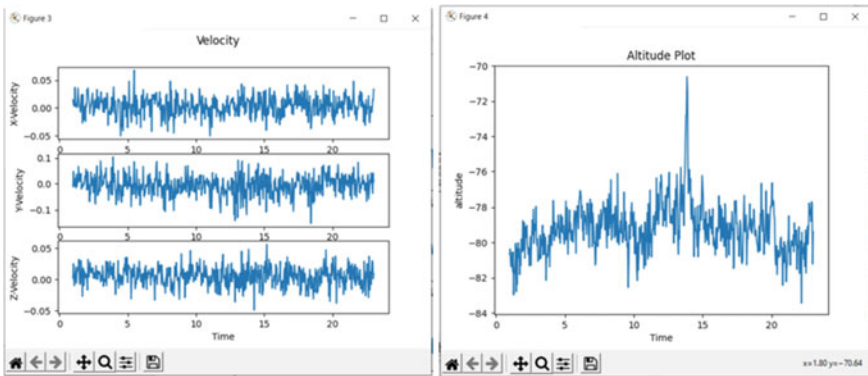 Figure 3
Velocity
X-Velocity
0.05
0.00
−0.05
0 5 10 15 20
Y-Velocity
0.1
0.0
−0.1
0 5 10 15 20
Z-Velocity
0.05
0.00
−0.05
0 5 10 15 20
Time
Figure 4
Altitude Plot
altitude
−70
−72
−74
−76
−78
−80
−82
−84
5 10 15 20
Time
x=1.80 y=−70.64